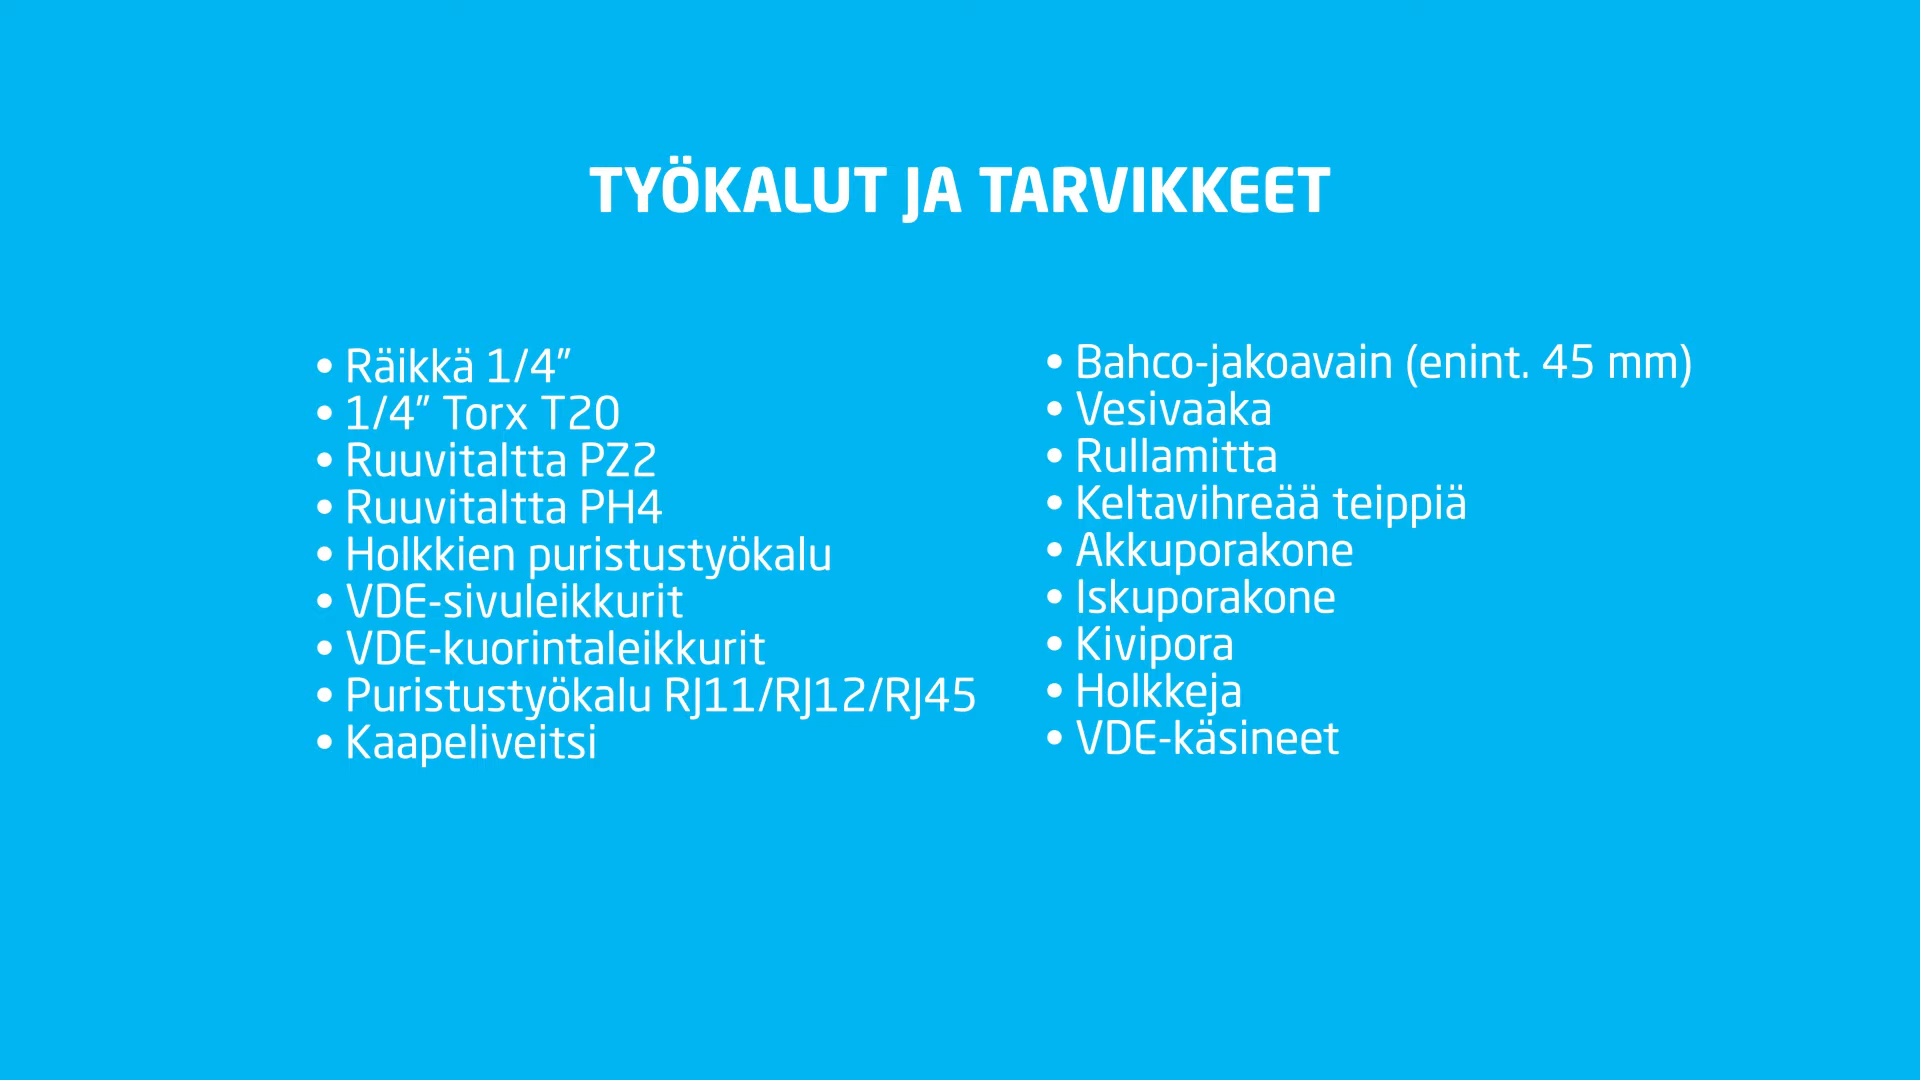 TYÖKALUT JA TARVIKKEET
• Räikkä 1/4”
• 1/4” Torx T20
• Ruuvitaltta PZ2
• Ruuvitaltta PH4
• Holkkien puristustyökalu
• VDE-sivuleikkurit
• VDE-kuorintaleikkurit
• Puristustyökalu RJ11/RJ12/RJ45
• Kaapeliveitsi
• Bahco-jakoavain (enint. 45 mm)
• Vesivaaka
• Rullamitta
• Keltavihreää teippiä
• Akkuporakone
• Iskuporakone
• Kivipora
• Holkkeja
• VDE-käsineet